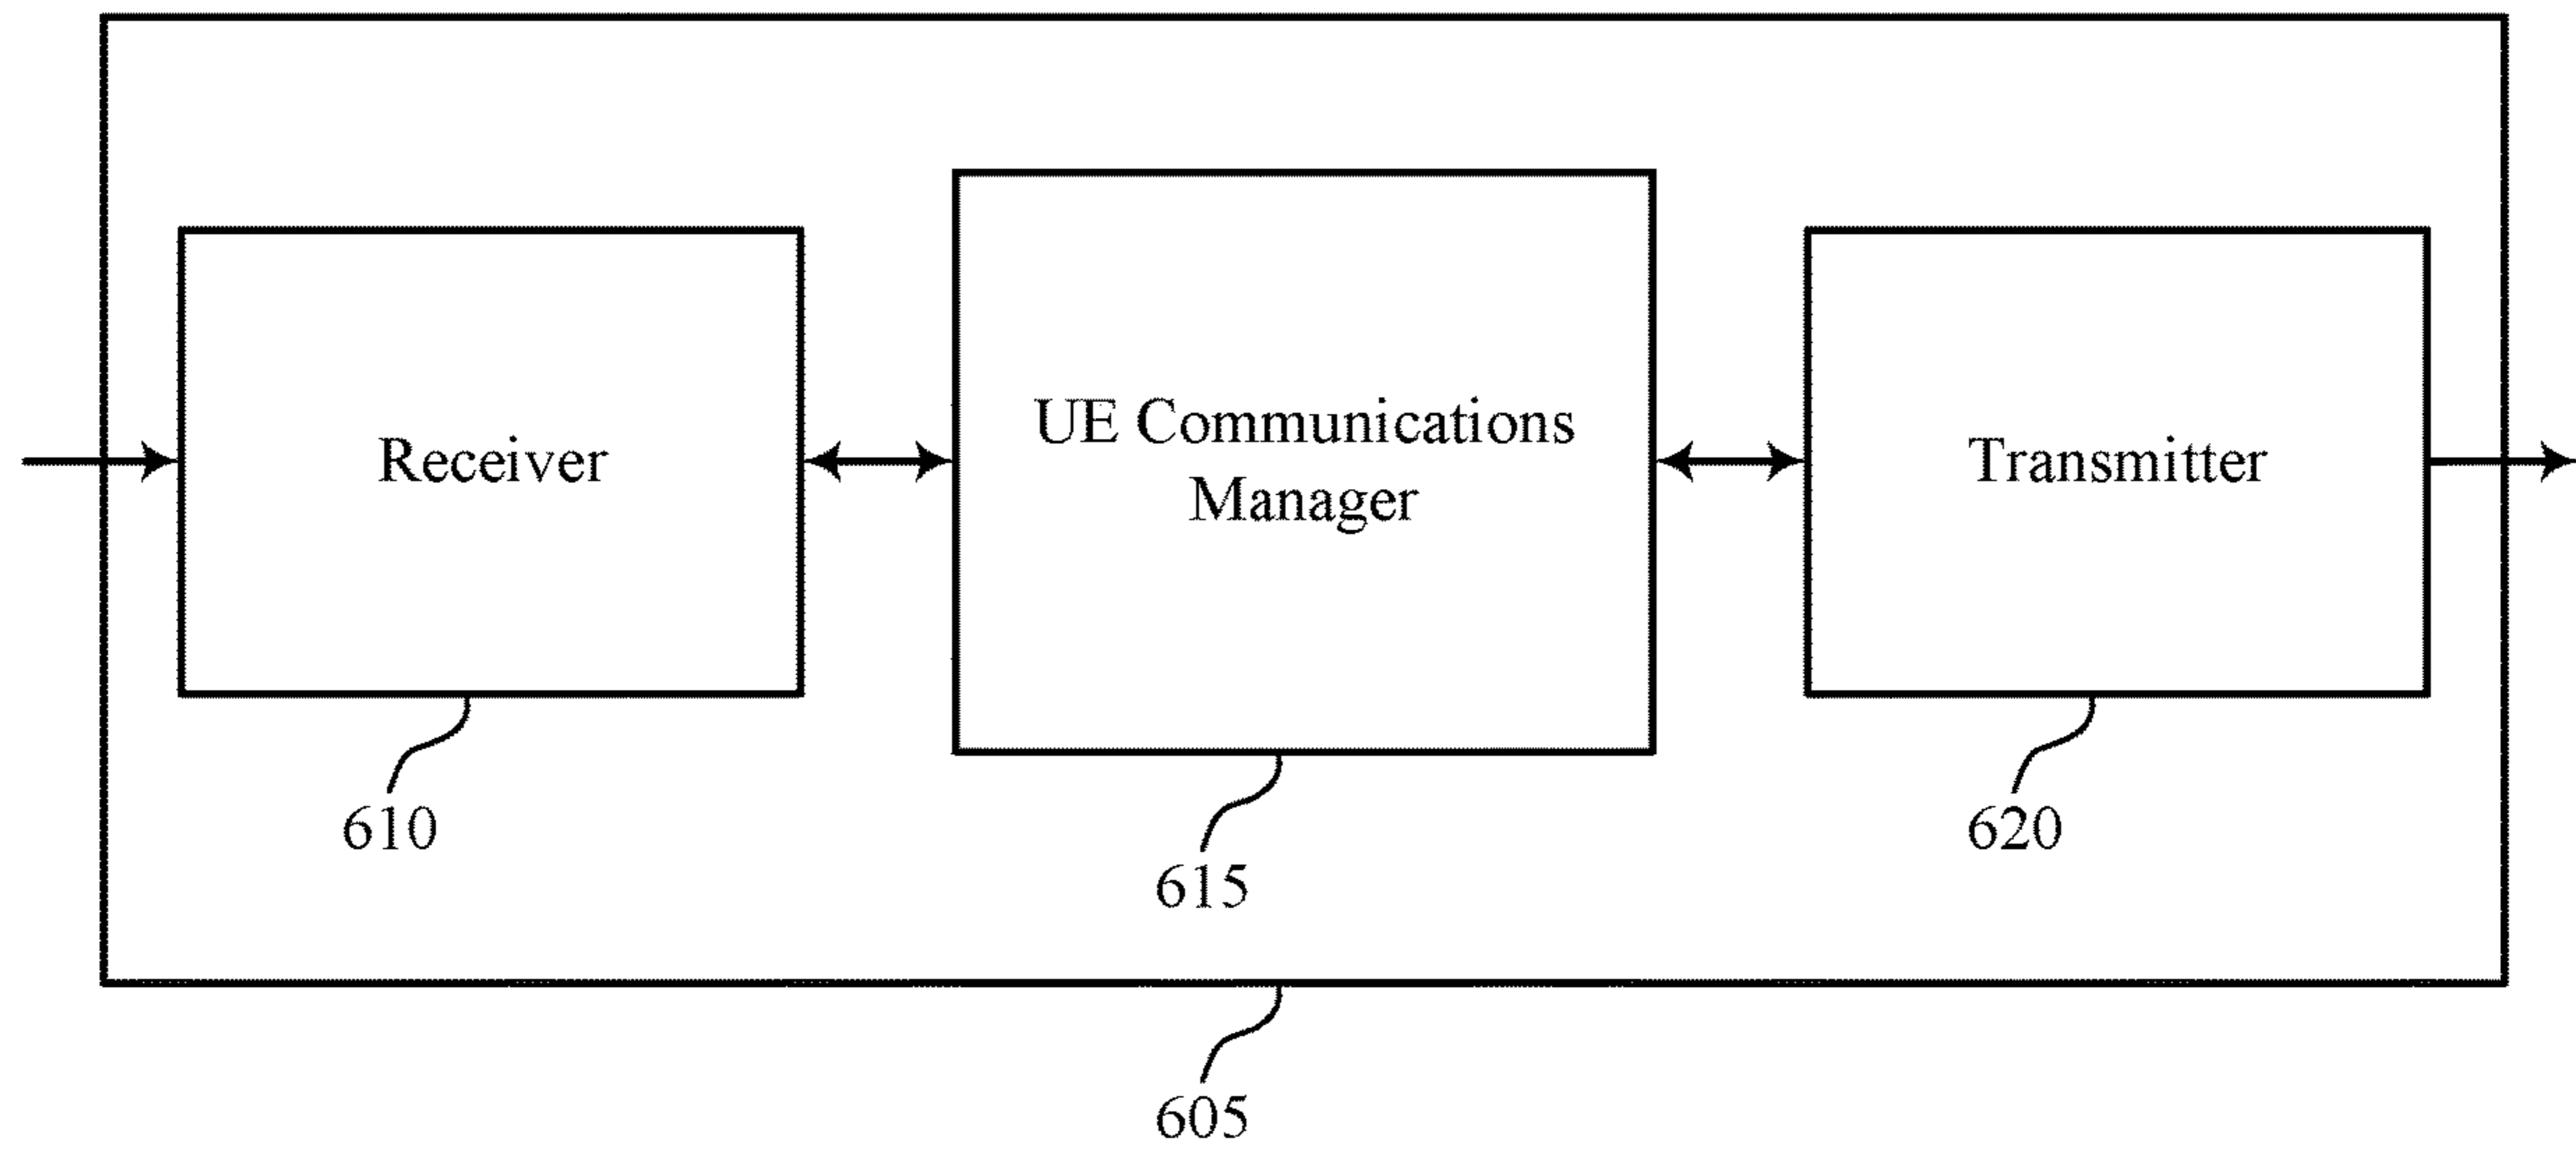 Receiver
UE Communications
Manager
Transmitter
610
615
620
605